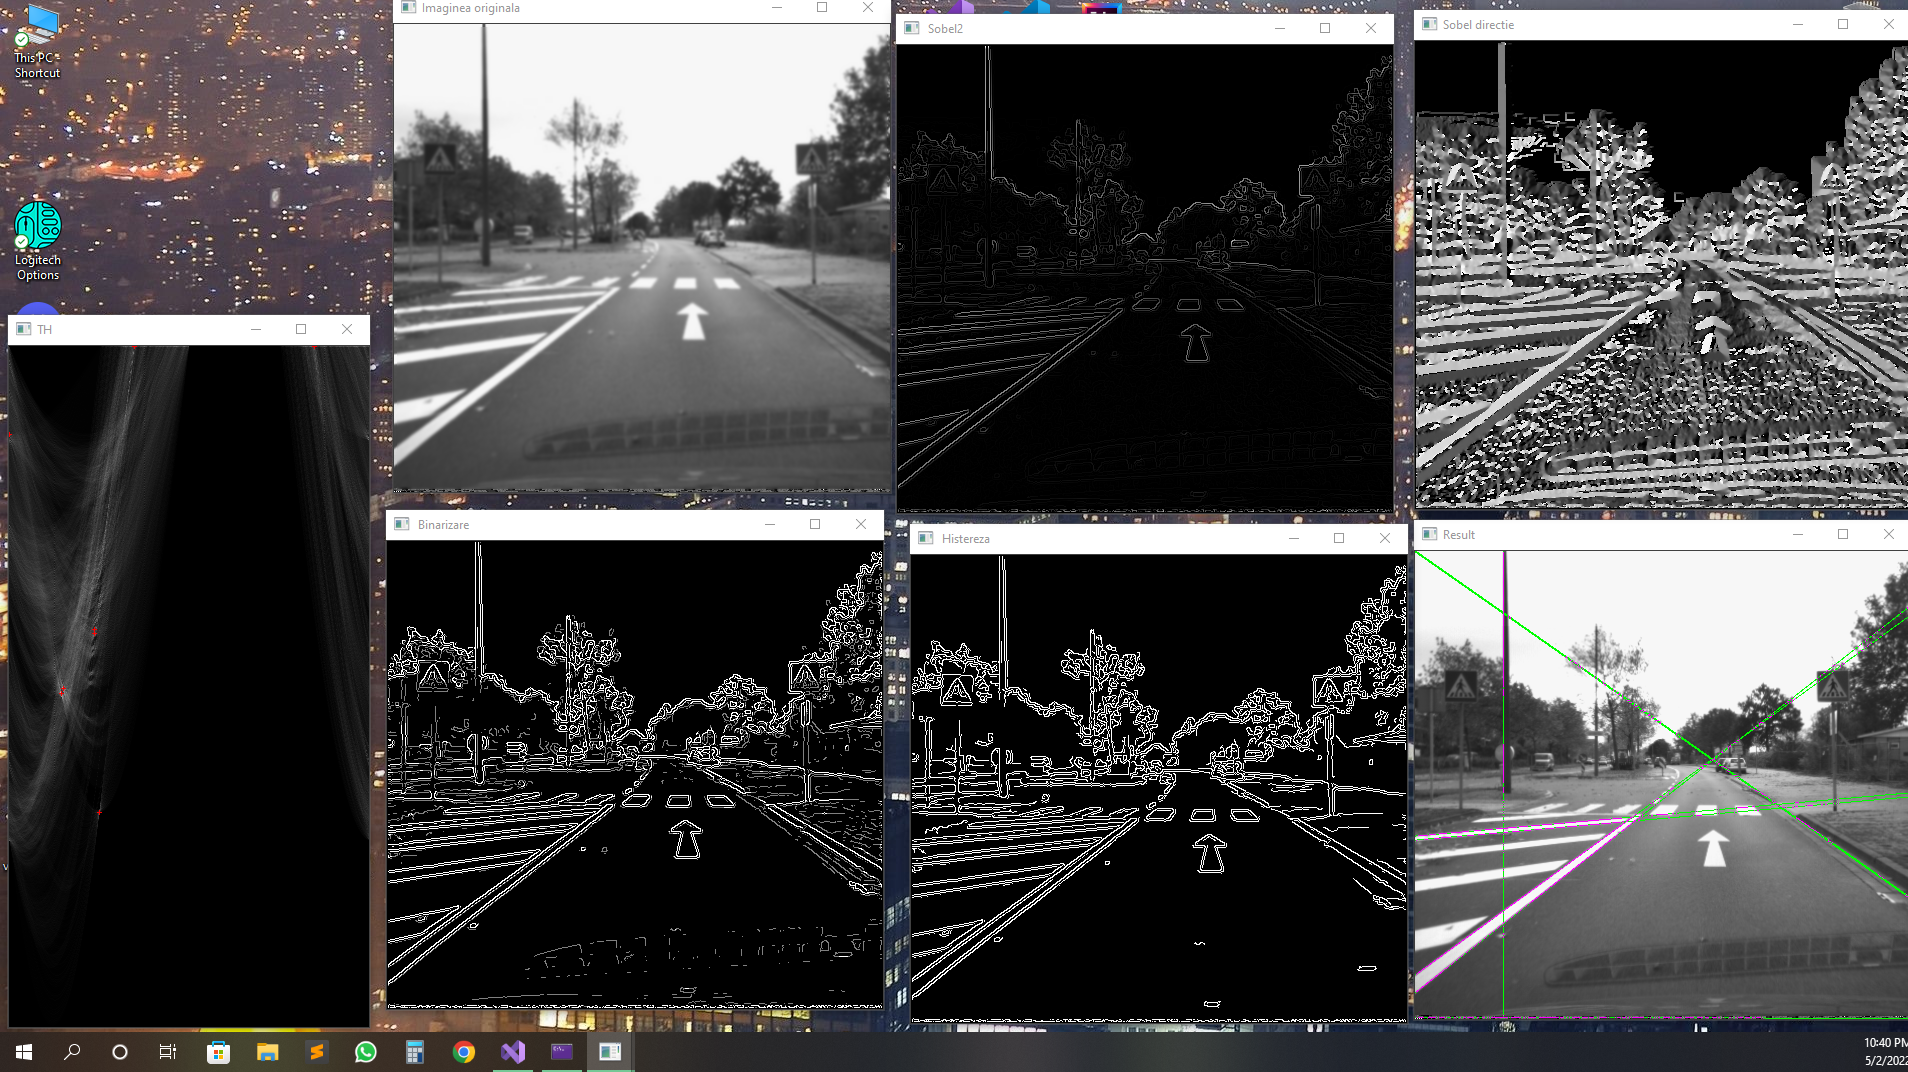 This PC -
Shortcut
Logitech
Options
TH
Imaginea originala
Sobel2
Sobel directie
Binarizare
Histereza
Result
10:40 PM
5/2/2022